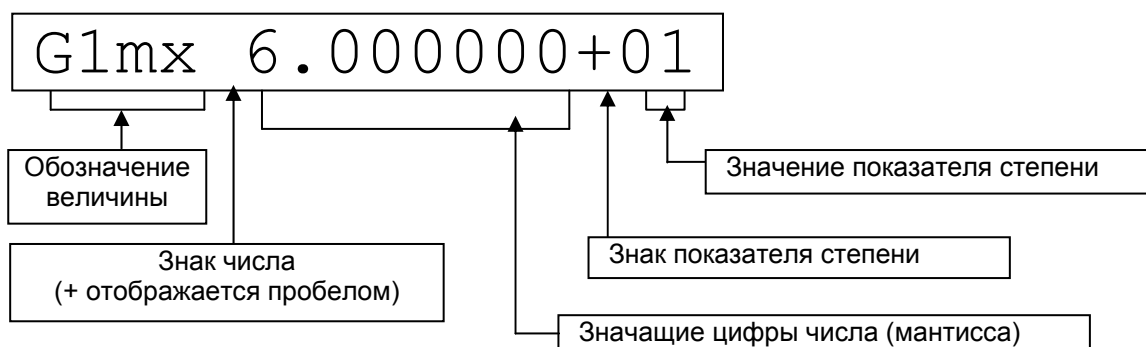 G1mx 6.000000+01
Обозначение
величины
Значение показателя степени
Знак числа
(+ отображается пробелом)
Знак показателя степени
Значащие цифры числа (мантисса)